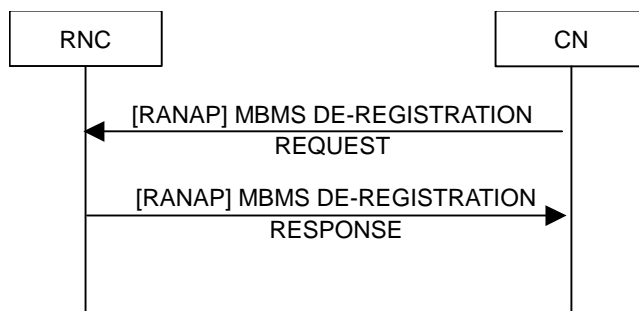 RNC
CN
[RANAP] MBMS DE-REGISTRATION
REQUEST
[RANAP] MBMS DE-REGISTRATION
RESPONSE